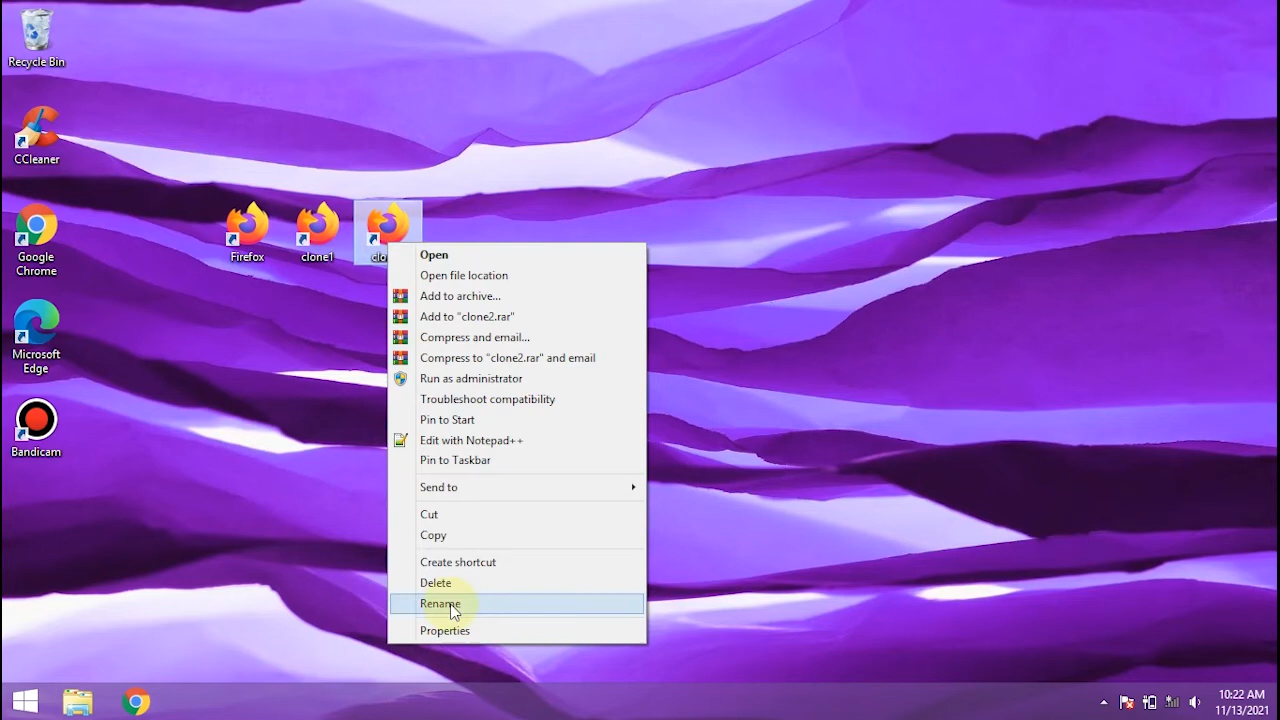 Recycle Bin
CCleaner
Google
Chrome
Microsoft
Edge
Bandicam
Firefox
clone1
clo
Open
Open file location
Add to archive...
Add to "clone2.rar"
Compress and email...
Compress to "clone2.rar" and email
Run as administrator
Troubleshoot compatibility
Pin to Start
Edit with Notepad++
Pin to Taskbar
Send to
Cut
Copy
Create shortcut
Delete
Rename
Properties
10:22 AM
11/13/2021